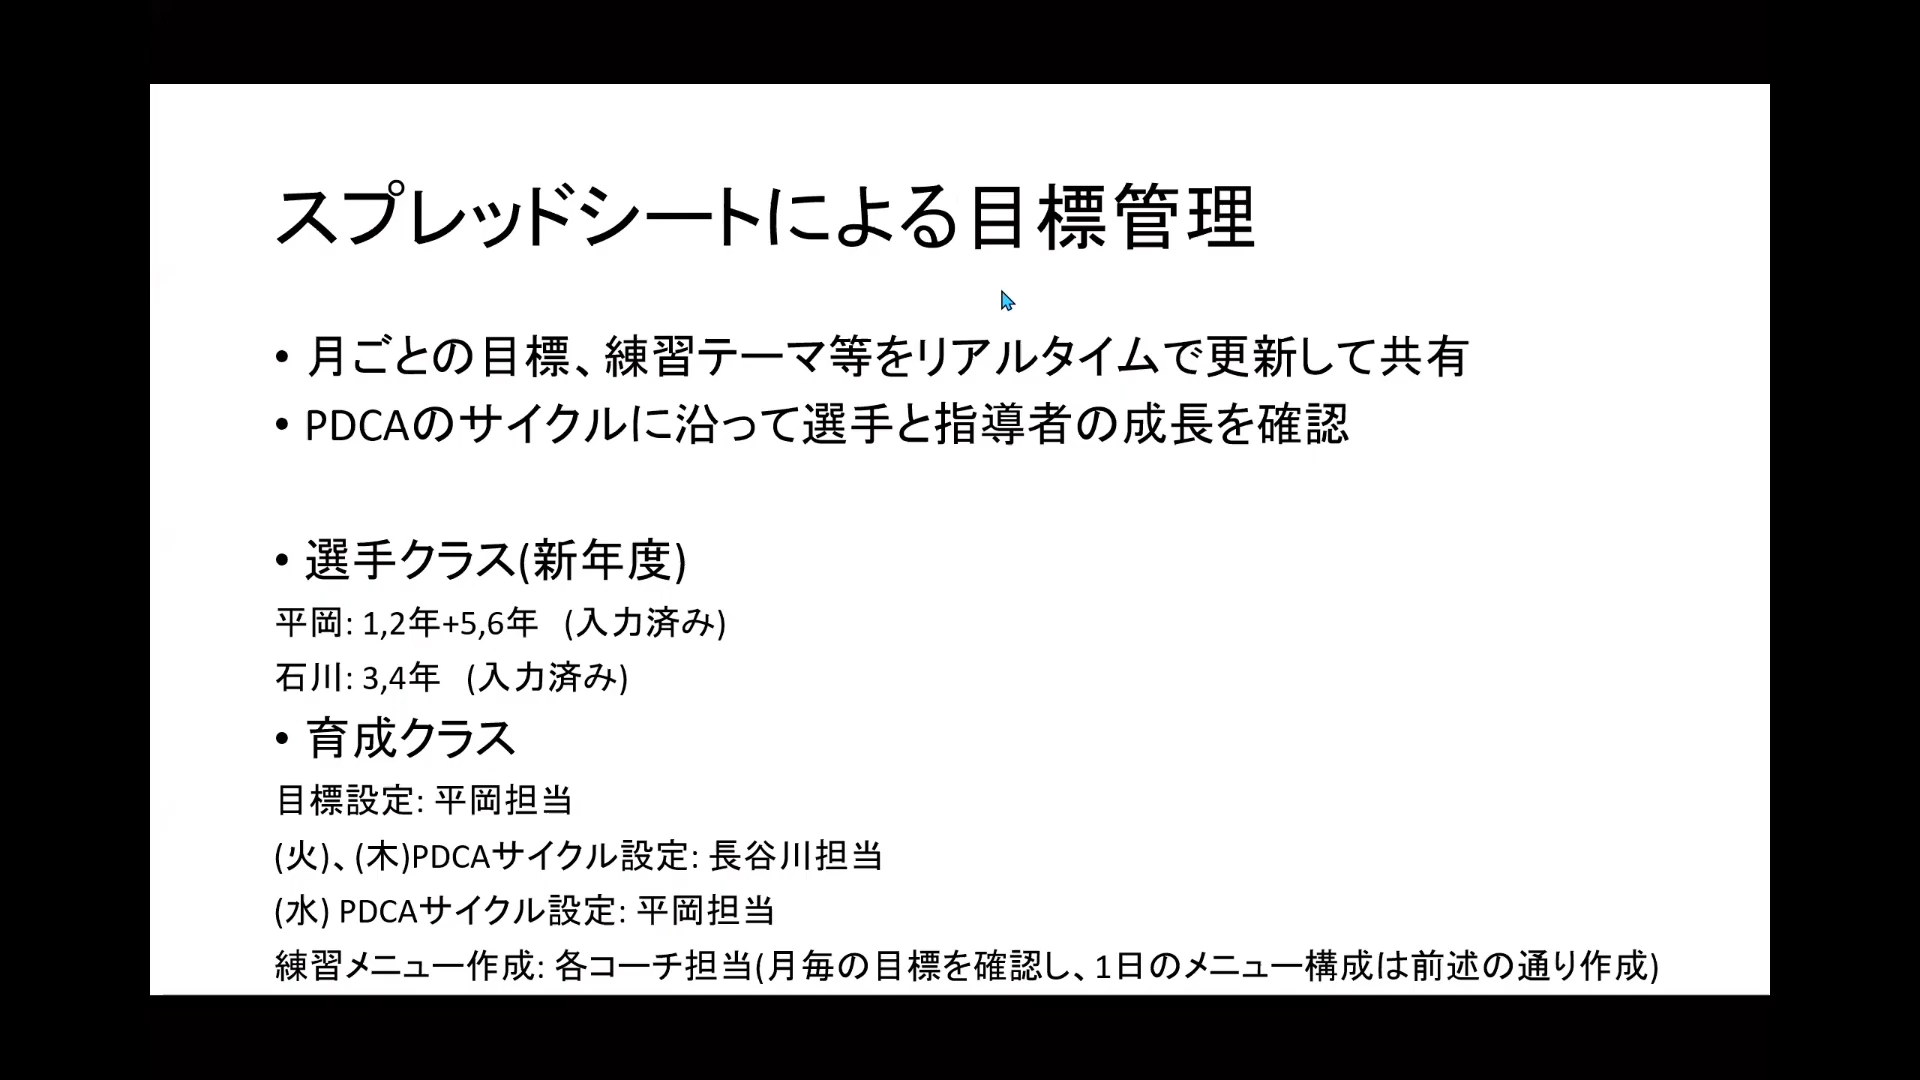 スプレッドシートによる目標管理
• 月ごとの目標、練習テーマ等をリアルタイムで更新して共有
• PDCAのサイクルに沿って選手と指導者の成長を確認
• 選手クラス(新年度)
平岡: 1,2年+5,6年 (入力済み)
石川: 3,4年 (入力済み)
• 育成クラス
目標設定: 平岡担当
(火)、(木)PDCAサイクル設定: 長谷川担当
(水) PDCAサイクル設定: 平岡担当
練習メニュー作成: 各コーチ担当(月毎の目標を確認し、1日のメニュー構成は前述の通り作成)